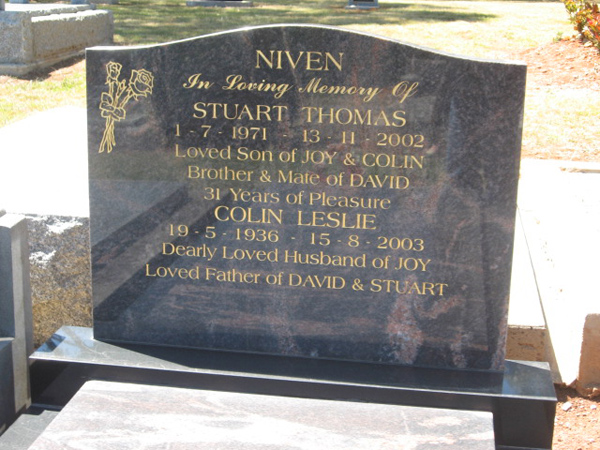 NIVEN
In Loving Memory Of
STUART THOMAS
1-7-1971 - 13-11-2002
Loved Son of JOY & COLIN
Brother & Mate of DAVID
31 Years of Pleasure
COLIN LESLIE
19-5-1936 - 15-8-2003
Dearly Loved Husband of JOY
Loved Father of DAVID & STUART